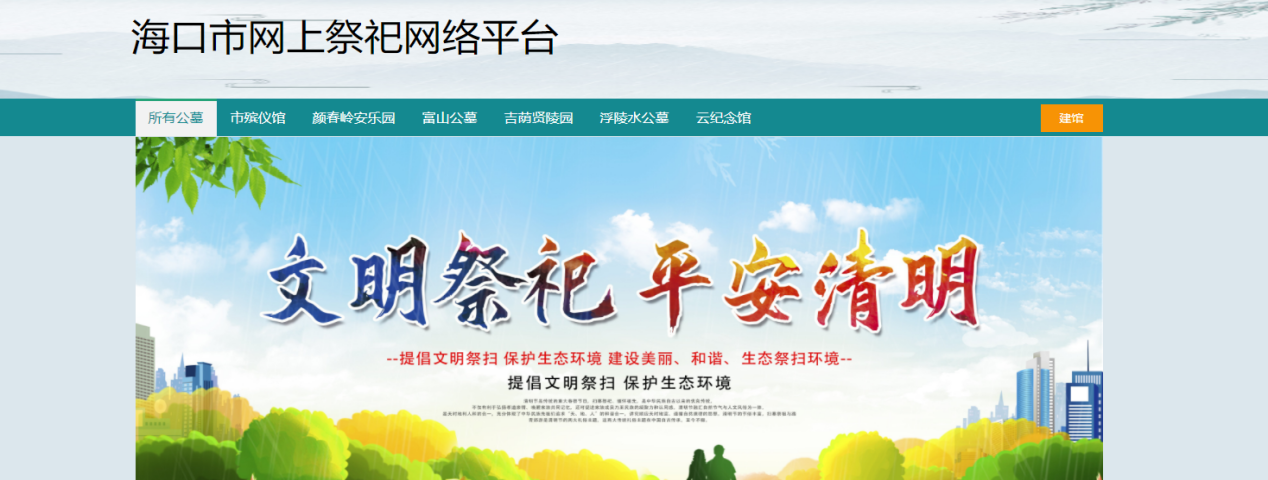 海口市网上祭祀网络平台
所有公墓 市殡仪馆 颜春岭安乐园 富山公墓 吉荫贤陵园 浮陵水公墓 云纪念馆 建馆
文明祭祀 平安清明
--提倡文明祭扫 保护生态环境 建设美丽、和谐、生态祭扫环境--
提倡文明祭扫 保护生态环境